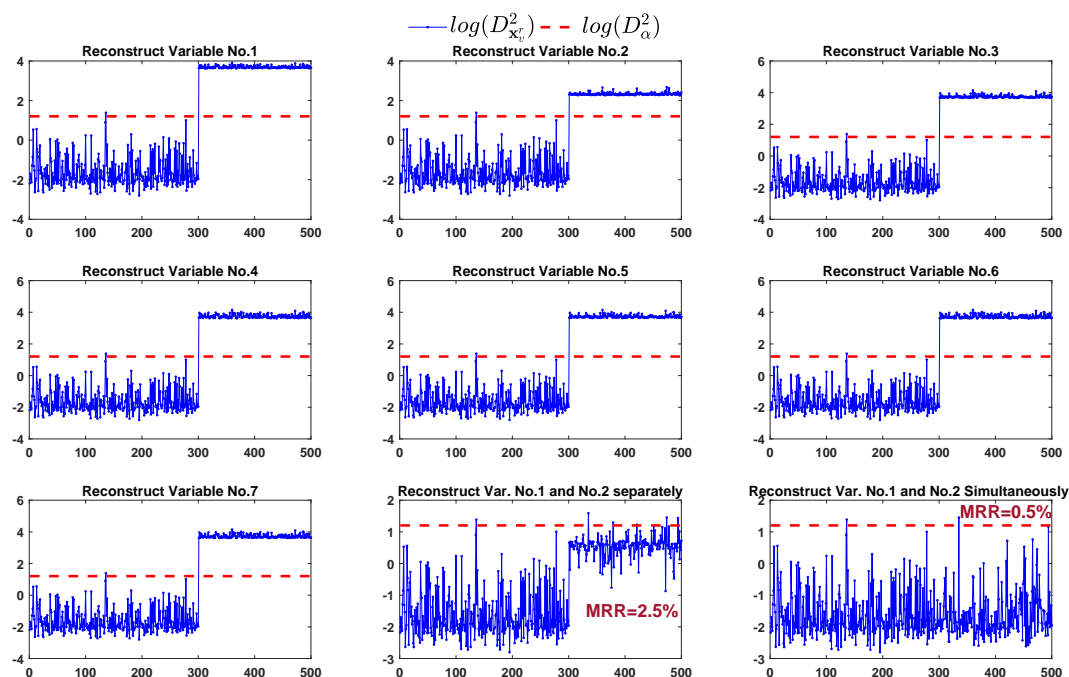 log(D²_{x_v^r}) log(D²_α)
Reconstruct Variable No.1
4
2
0
-2
-4
0 100 200 300 400 500
Reconstruct Variable No.2
4
2
0
-2
-4
0 100 200 300 400 500
Reconstruct Variable No.3
6
4
2
0
-2
-4
0 100 200 300 400 500
Reconstruct Variable No.4
6
4
2
0
-2
-4
0 100 200 300 400 500
Reconstruct Variable No.5
6
4
2
0
-2
-4
0 100 200 300 400 500
Reconstruct Variable No.6
6
4
2
0
-2
-4
0 100 200 300 400 500
Reconstruct Variable No.7
6
4
2
0
-2
-4
0 100 200 300 400 500
Reconstruct Var. No.1 and No.2 separately
2
1
0
-1
MRR=2.5%
-2
-3
0 100 200 300 400 500
Reconstruct Var. No.1 and No.2 Simultaneously
2
MRR=0.5%
1
0
-1
-2
-3
0 100 200 300 400 500